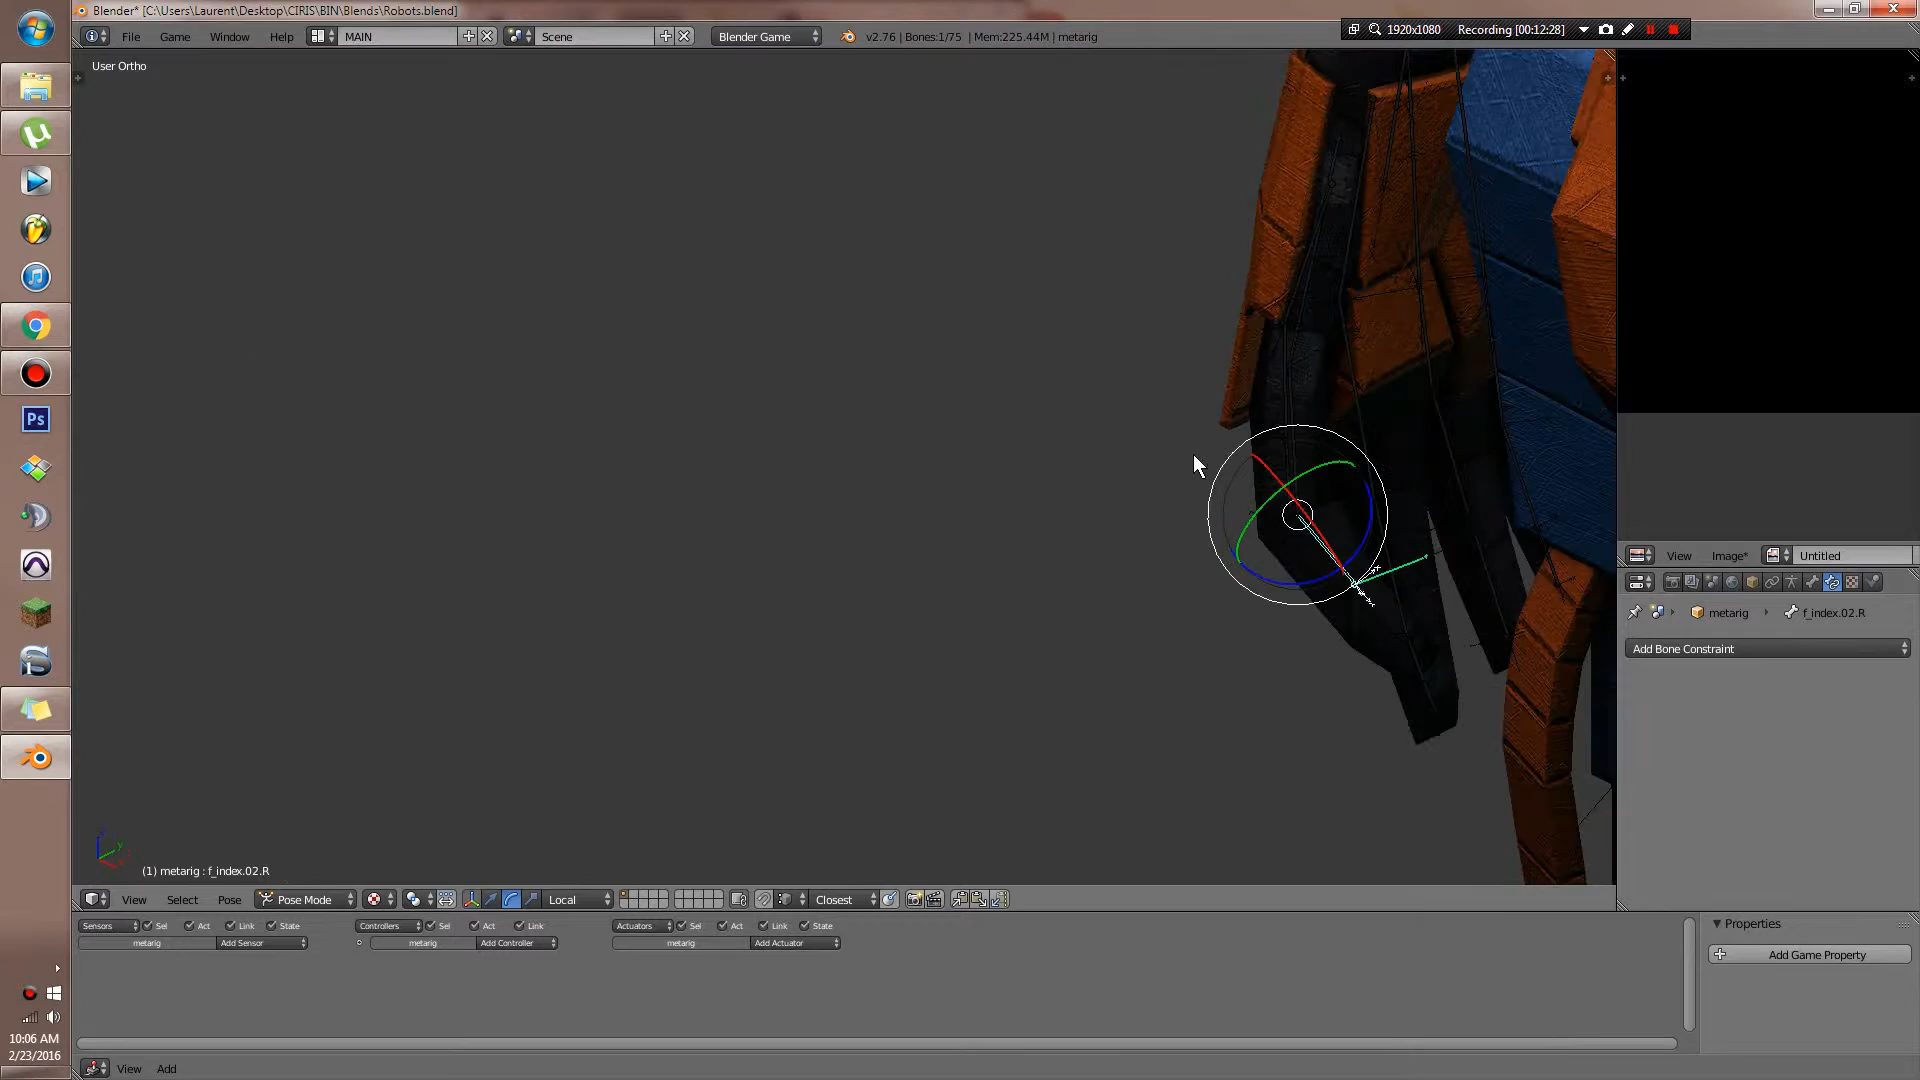 Blender* [C:\Users\Laurent\Desktop\CIRIS\BIN\Blends\Robots.blend]
File Game Window Help MAIN Scene Blender Game v2.76 | Bones:1/75 | Mem:225.44M | metarig
1920x1080 Recording [00:12:28]
User Ortho
Ps
View Image* Untitled
metarig f_index.02.R
Add Bone Constraint
(1) metarig : f_index.02.R
View Select Pose Pose Mode Local Closest
Sensors Sel Act Link State Controllers Sel Act Link Actuators Sel Act Link State
metarig Add Sensor metarig Add Controller metarig Add Actuator
Properties
Add Game Property
10:06 AM
2/23/2016
View Add